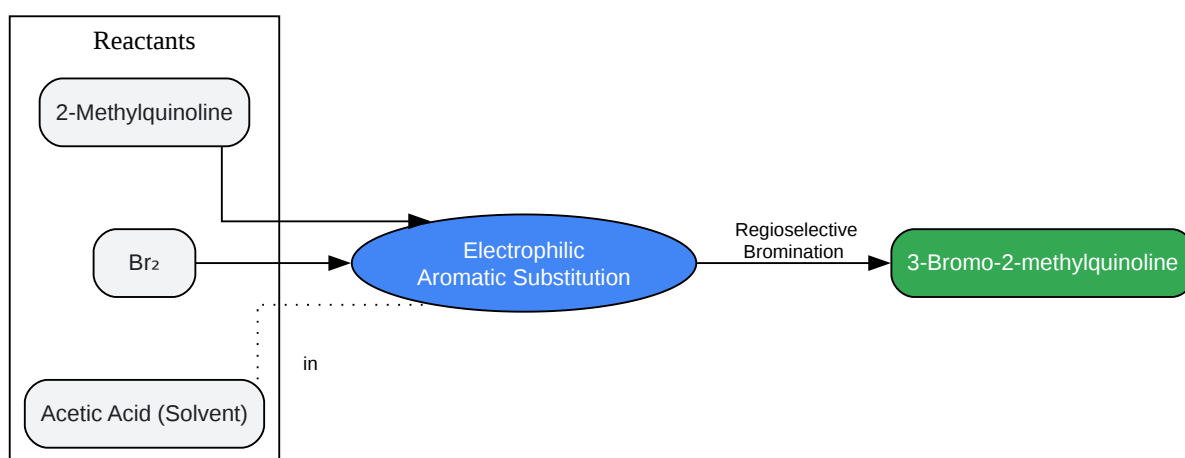 Reactants
2-Methylquinoline
Br₂
Acetic Acid (Solvent)
in
Electrophilic
Aromatic Substitution
Regioselective
Bromination
3-Bromo-2-methylquinoline